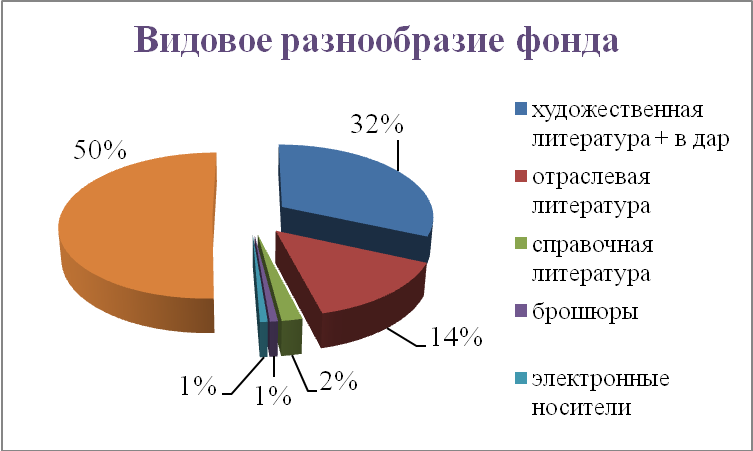 Видовое разнообразие фонда
32%
50%
14%
2%
1%
1%
художественная
литература + в дар
отраслевая
литература
справочная
литература
брошюры
электронные
носители